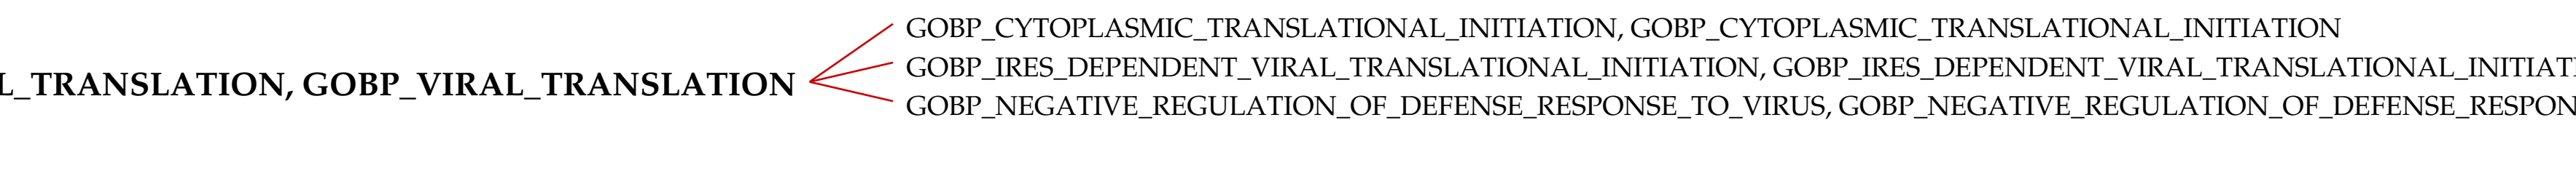 GOBP_CYTOPLASMIC_TRANSLATIONAL_INITIATION, GOBP_CYTOPLASMIC_TRANSLATIONAL_INITIATION
GOBP_IRES_DEPENDENT_VIRAL_TRANSLATIONAL_INITIATION, GOBP_IRES_DEPENDENT_VIRAL_TRANSLATIONAL_INITIATI
L_TRANSLATION, GOBP_VIRAL_TRANSLATION
GOBP_NEGATIVE_REGULATION_OF_DEFENSE_RESPONSE_TO_VIRUS, GOBP_NEGATIVE_REGULATION_OF_DEFENSE_RESPON